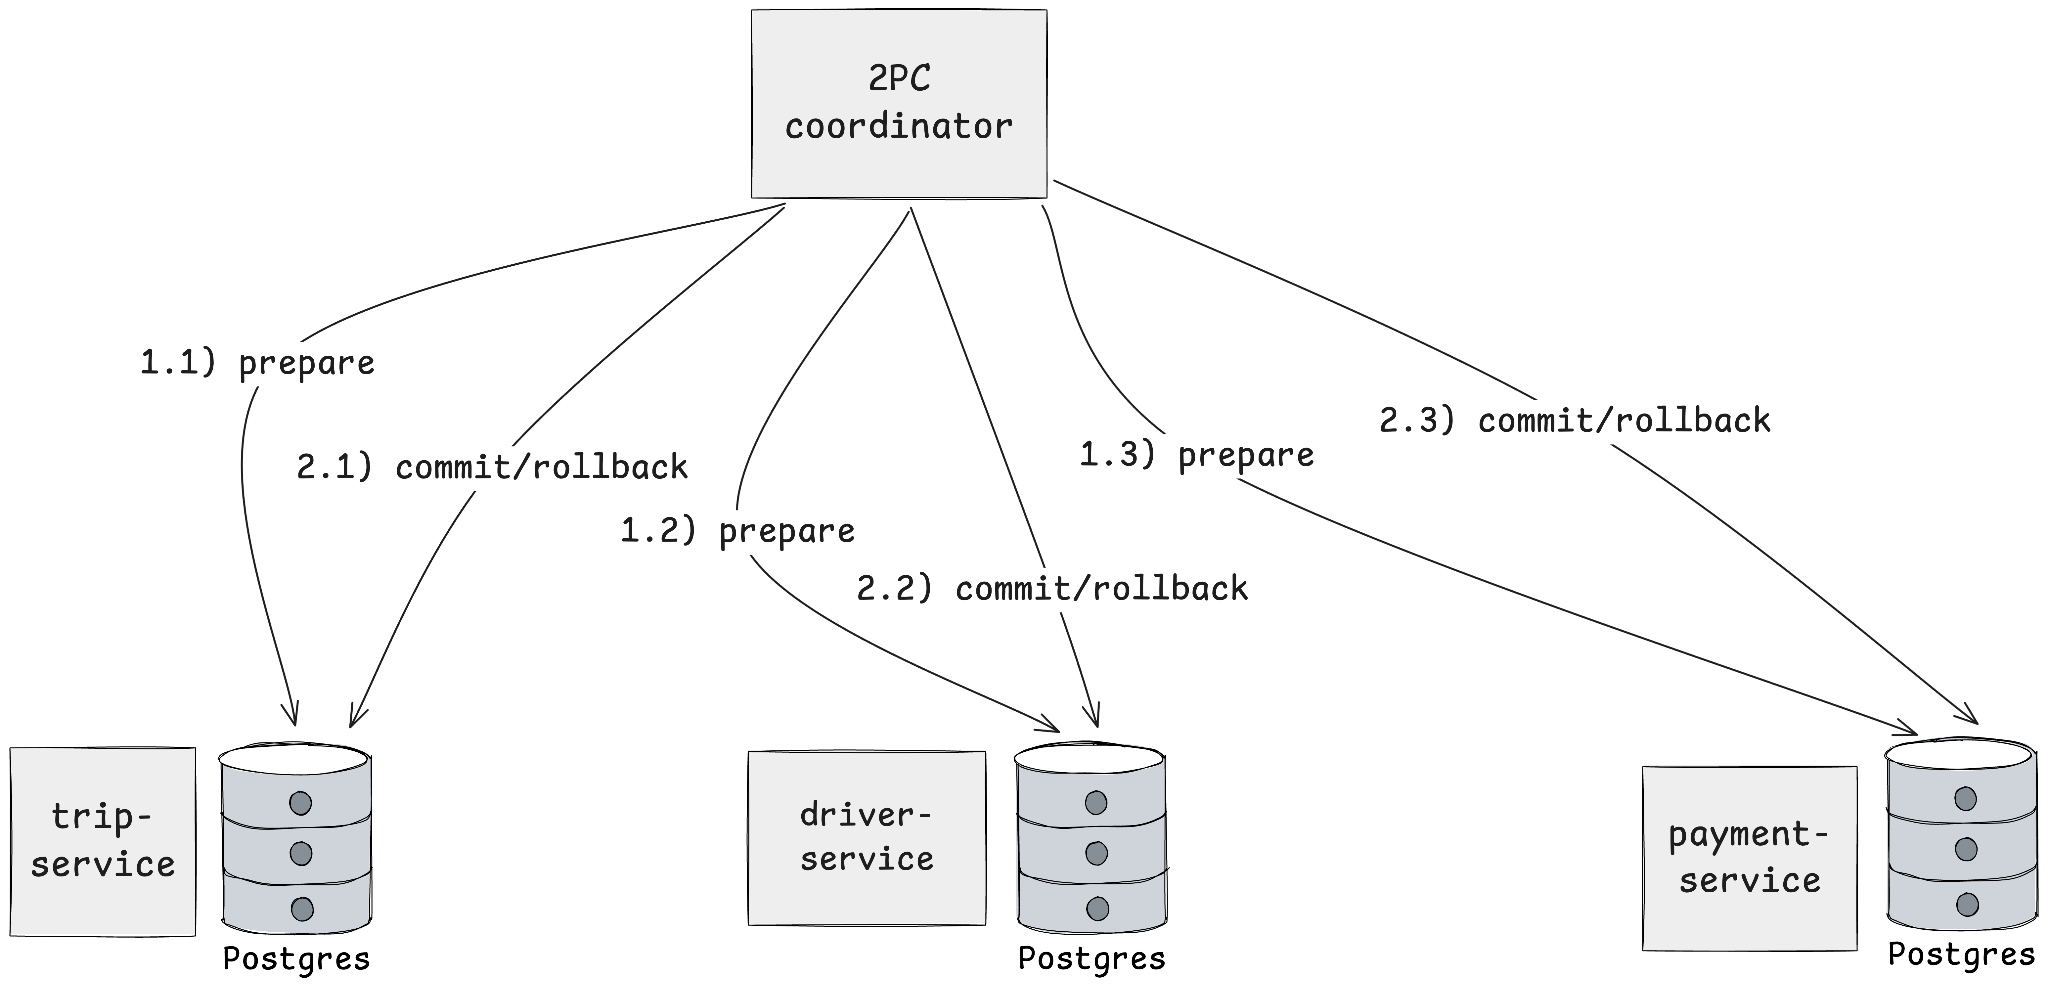 2PC
coordinator
1.1) prepare
2.1) commit/rollback
1.2) prepare
2.2) commit/rollback
1.3) prepare
2.3) commit/rollback
trip-
service
Postgres
driver-
service
Postgres
payment-
service
Postgres